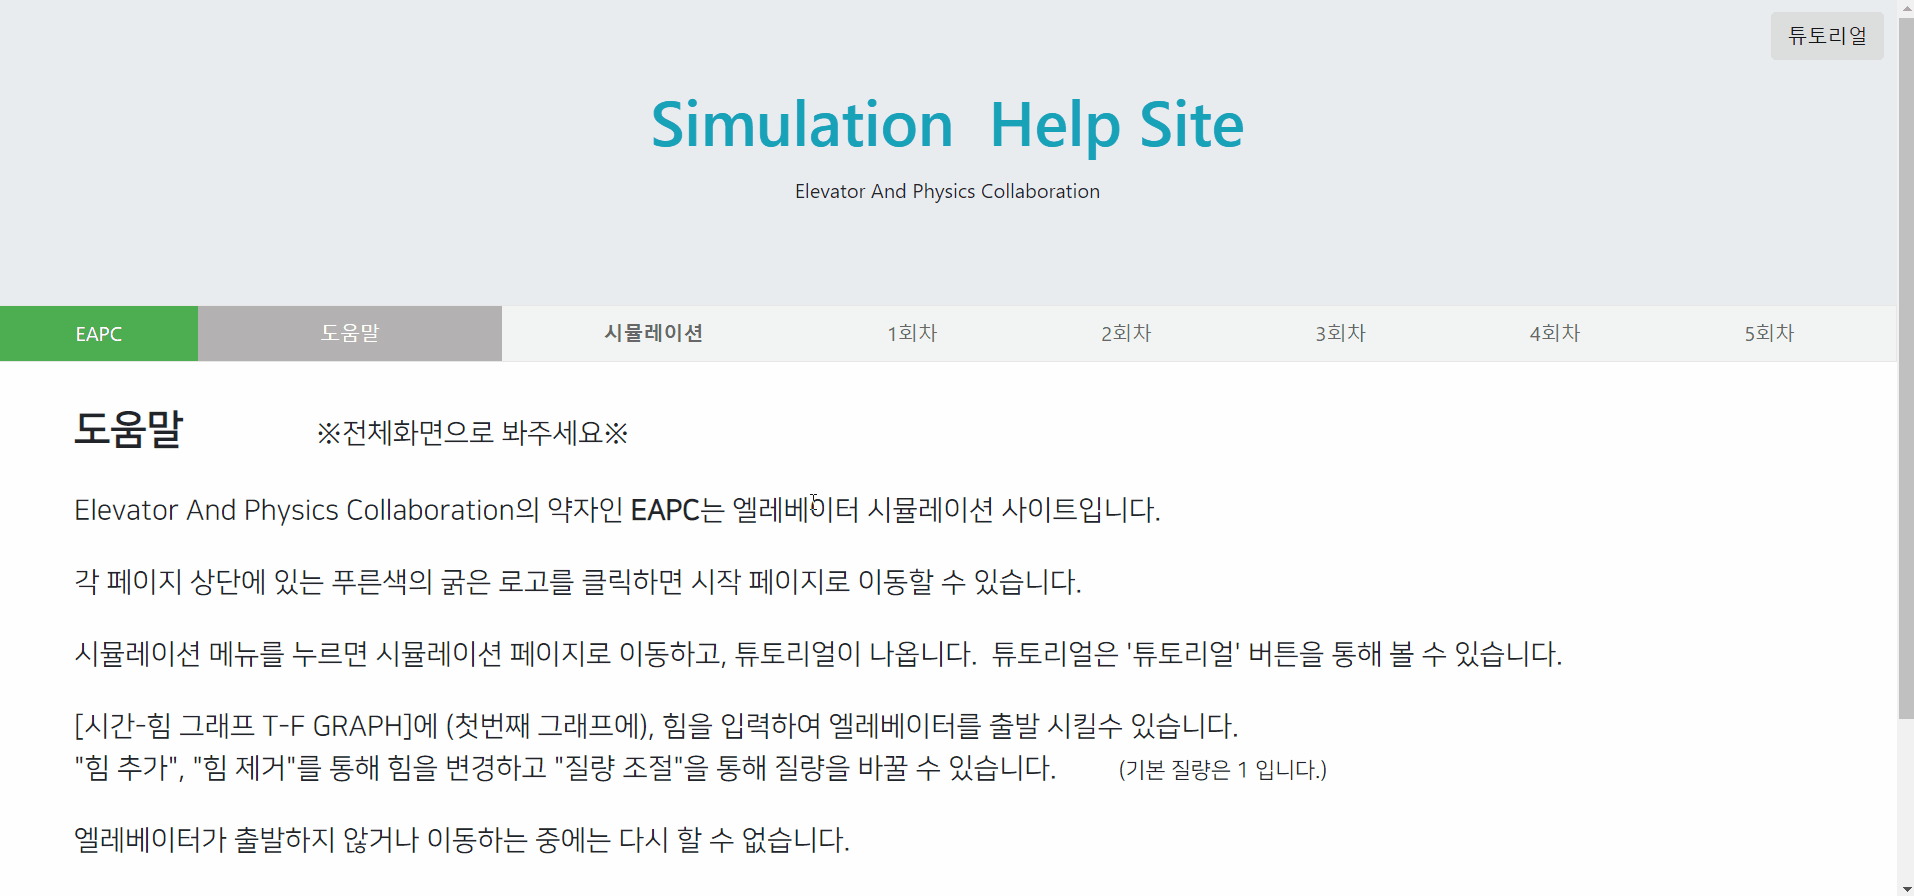 튜토리얼
Simulation Help Site
Elevator And Physics Collaboration
EAPC 도움말 시뮬레이션 1회차 2회차 3회차 4회차 5회차
도움말 ※전체화면으로 봐주세요※
Elevator And Physics Collaboration의 약자인 EAPC는 엘레베이터 시뮬레이션 사이트입니다.
각 페이지 상단에 있는 푸른색의 굵은 로고를 클릭하면 시작 페이지로 이동할 수 있습니다.
시뮬레이션 메뉴를 누르면 시뮬레이션 페이지로 이동하고, 튜토리얼이 나옵니다. 튜토리얼은 '튜토리얼' 버튼을 통해 볼 수 있습니다.
[시간-힘 그래프 T-F GRAPH]에 (첫번째 그래프에), 힘을 입력하여 엘레베이터를 출발 시킬수 있습니다.
"힘 추가", "힘 제거"를 통해 힘을 변경하고 "질량 조절"을 통해 질량을 바꿀 수 있습니다. (기본 질량은 1 입니다.)
엘레베이터가 출발하지 않거나 이동하는 중에는 다시 할 수 없습니다.